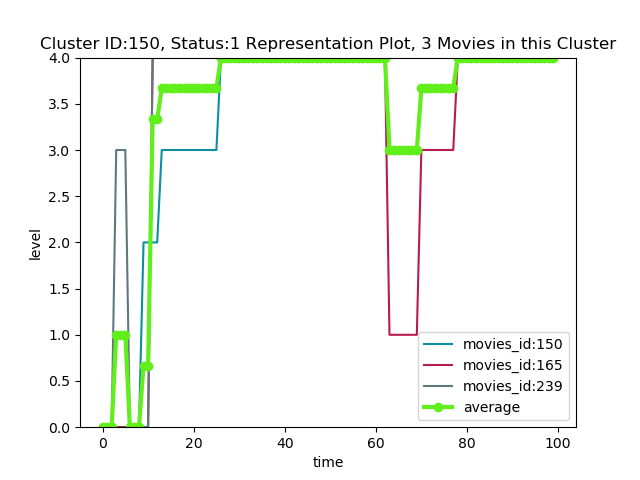 Cluster ID:150, Status:1 Representation Plot, 3 Movies in this Cluster
4.0
3.5
3.0
2.5
2.0
1.5
1.0
0.5
0.0
level
0 20 40 60 80 100
time
movies_id:150
movies_id:165
movies_id:239
average